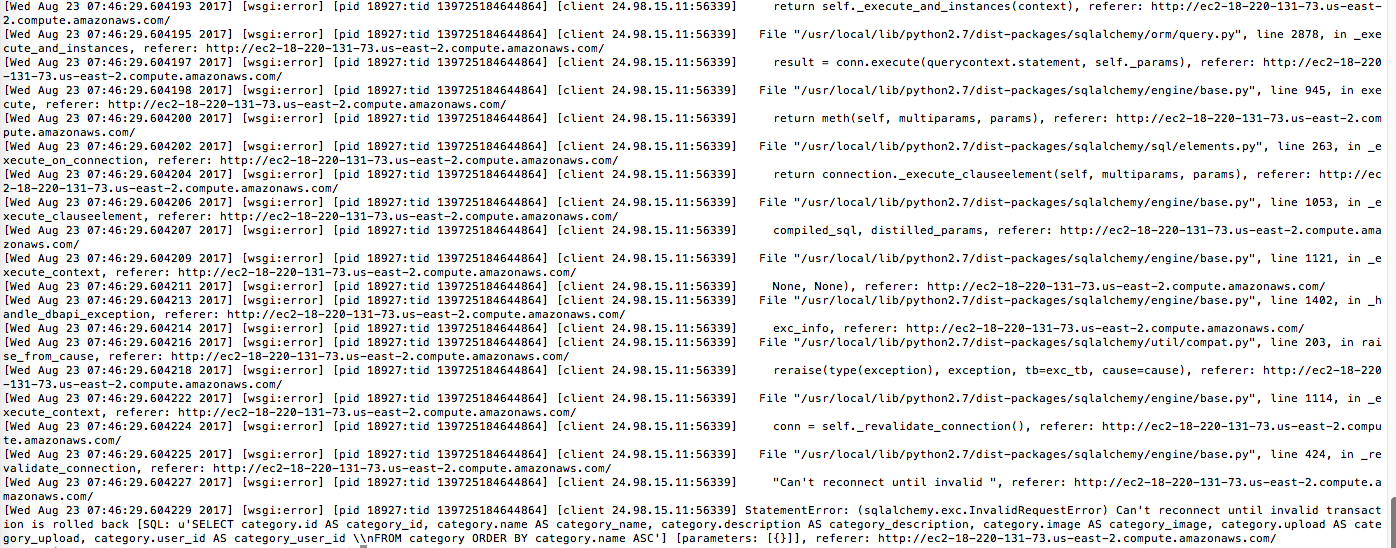 [Wed Aug 23 07:46:29.604193 2017] [wsgi:error] [pid 18927:tid 139725184644864] [client 24.98.15.11:56339]     return self._execute_and_instances(context), referer: http://ec2-18-220-131-73.us-east-
2.compute.amazonaws.com/
[Wed Aug 23 07:46:29.604195 2017] [wsgi:error] [pid 18927:tid 139725184644864] [client 24.98.15.11:56339]   File "/usr/local/lib/python2.7/dist-packages/sqlalchemy/orm/query.py", line 2878, in _exe
cute_and_instances, referer: http://ec2-18-220-131-73.us-east-2.compute.amazonaws.com/
[Wed Aug 23 07:46:29.604197 2017] [wsgi:error] [pid 18927:tid 139725184644864] [client 24.98.15.11:56339]     result = conn.execute(querycontext.statement, self._params), referer: http://ec2-18-220
-131-73.us-east-2.compute.amazonaws.com/
[Wed Aug 23 07:46:29.604198 2017] [wsgi:error] [pid 18927:tid 139725184644864] [client 24.98.15.11:56339]   File "/usr/local/lib/python2.7/dist-packages/sqlalchemy/engine/base.py", line 945, in exe
cute, referer: http://ec2-18-220-131-73.us-east-2.compute.amazonaws.com/
[Wed Aug 23 07:46:29.604200 2017] [wsgi:error] [pid 18927:tid 139725184644864] [client 24.98.15.11:56339]     return meth(self, multiparams, params), referer: http://ec2-18-220-131-73.us-east-2.com
pute.amazonaws.com/
[Wed Aug 23 07:46:29.604202 2017] [wsgi:error] [pid 18927:tid 139725184644864] [client 24.98.15.11:56339]   File "/usr/local/lib/python2.7/dist-packages/sqlalchemy/sql/elements.py", line 263, in _e
xecute_on_connection, referer: http://ec2-18-220-131-73.us-east-2.compute.amazonaws.com/
[Wed Aug 23 07:46:29.604204 2017] [wsgi:error] [pid 18927:tid 139725184644864] [client 24.98.15.11:56339]     return connection._execute_clauseelement(self, multiparams, params), referer: http://ec
2-18-220-131-73.us-east-2.compute.amazonaws.com/
[Wed Aug 23 07:46:29.604206 2017] [wsgi:error] [pid 18927:tid 139725184644864] [client 24.98.15.11:56339]   File "/usr/local/lib/python2.7/dist-packages/sqlalchemy/engine/base.py", line 1053, in _e
xecute_clauseelement, referer: http://ec2-18-220-131-73.us-east-2.compute.amazonaws.com/
[Wed Aug 23 07:46:29.604207 2017] [wsgi:error] [pid 18927:tid 139725184644864] [client 24.98.15.11:56339]     compiled_sql, distilled_params, referer: http://ec2-18-220-131-73.us-east-2.compute.ama
zonaws.com/
[Wed Aug 23 07:46:29.604209 2017] [wsgi:error] [pid 18927:tid 139725184644864] [client 24.98.15.11:56339]   File "/usr/local/lib/python2.7/dist-packages/sqlalchemy/engine/base.py", line 1121, in _e
xecute_context, referer: http://ec2-18-220-131-73.us-east-2.compute.amazonaws.com/
[Wed Aug 23 07:46:29.604211 2017] [wsgi:error] [pid 18927:tid 139725184644864] [client 24.98.15.11:56339]     None, None), referer: http://ec2-18-220-131-73.us-east-2.compute.amazonaws.com/
[Wed Aug 23 07:46:29.604213 2017] [wsgi:error] [pid 18927:tid 139725184644864] [client 24.98.15.11:56339]   File "/usr/local/lib/python2.7/dist-packages/sqlalchemy/engine/base.py", line 1402, in _h
andle_dbapi_exception, referer: http://ec2-18-220-131-73.us-east-2.compute.amazonaws.com/
[Wed Aug 23 07:46:29.604214 2017] [wsgi:error] [pid 18927:tid 139725184644864] [client 24.98.15.11:56339]     exc_info, referer: http://ec2-18-220-131-73.us-east-2.compute.amazonaws.com/
[Wed Aug 23 07:46:29.604216 2017] [wsgi:error] [pid 18927:tid 139725184644864] [client 24.98.15.11:56339]   File "/usr/local/lib/python2.7/dist-packages/sqlalchemy/util/compat.py", line 203, in rai
se_from_cause, referer: http://ec2-18-220-131-73.us-east-2.compute.amazonaws.com/
[Wed Aug 23 07:46:29.604218 2017] [wsgi:error] [pid 18927:tid 139725184644864] [client 24.98.15.11:56339]     reraise(type(exception), exception, tb=exc_tb, cause=cause), referer: http://ec2-18-220
-131-73.us-east-2.compute.amazonaws.com/
[Wed Aug 23 07:46:29.604222 2017] [wsgi:error] [pid 18927:tid 139725184644864] [client 24.98.15.11:56339]   File "/usr/local/lib/python2.7/dist-packages/sqlalchemy/engine/base.py", line 1114, in _e
xecute_context, referer: http://ec2-18-220-131-73.us-east-2.compute.amazonaws.com/
[Wed Aug 23 07:46:29.604224 2017] [wsgi:error] [pid 18927:tid 139725184644864] [client 24.98.15.11:56339]     conn = self._revalidate_connection(), referer: http://ec2-18-220-131-73.us-east-2.compu
te.amazonaws.com/
[Wed Aug 23 07:46:29.604225 2017] [wsgi:error] [pid 18927:tid 139725184644864] [client 24.98.15.11:56339]   File "/usr/local/lib/python2.7/dist-packages/sqlalchemy/engine/base.py", line 424, in _re
validate_connection, referer: http://ec2-18-220-131-73.us-east-2.compute.amazonaws.com/
[Wed Aug 23 07:46:29.604227 2017] [wsgi:error] [pid 18927:tid 139725184644864] [client 24.98.15.11:56339]     "Can't reconnect until invalid ", referer: http://ec2-18-220-131-73.us-east-2.compute.a
mazonaws.com/
[Wed Aug 23 07:46:29.604229 2017] [wsgi:error] [pid 18927:tid 139725184644864] [client 24.98.15.11:56339] StatementError: (sqlalchemy.exc.InvalidRequestError) Can't reconnect until invalid transact
ion is rolled back [SQL: u'SELECT category.id AS category_id, category.name AS category_name, category.description AS category_description, category.image AS category_image, category.upload AS cate
gory_upload, category.user_id AS category_user_id \\nFROM category ORDER BY category.name ASC'] [parameters: [{}]], referer: http://ec2-18-220-131-73.us-east-2.compute.amazonaws.com/